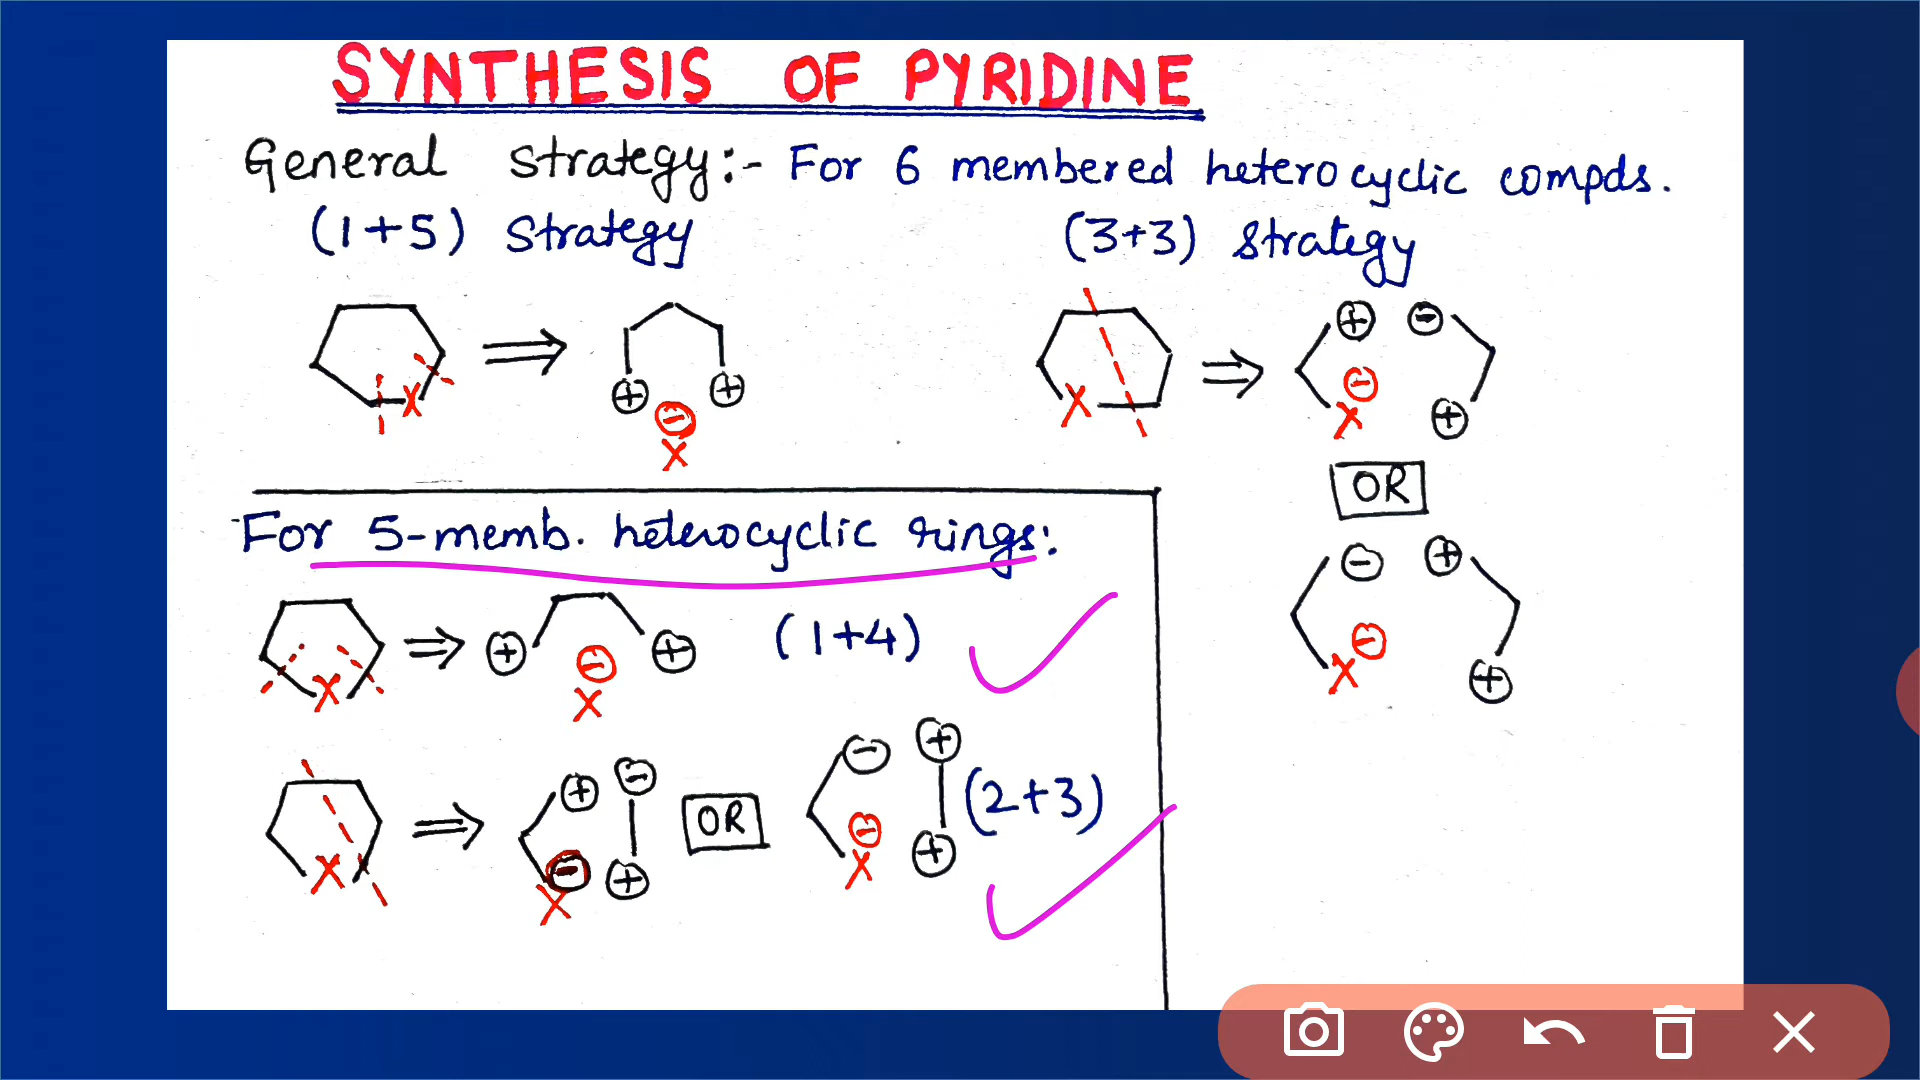 SYNTHESIS OF PYRIDINE
General Strategy:- For 6 membered heterocyclic compds.
(1+5) Strategy
(3+3) Strategy
X
⊕ ⊕
⊖
X
X
⊕ ⊖
⊖
X
⊕
OR
⊖ ⊕
⊖
X
⊕
For 5-memb. heterocyclic rings:
X
⊕ ⊖ ⊕
X
(1+4)
X
⊕ ⊖
⊖ ⊕
X
OR
⊖ ⊕
⊖
X
⊕
(2+3)